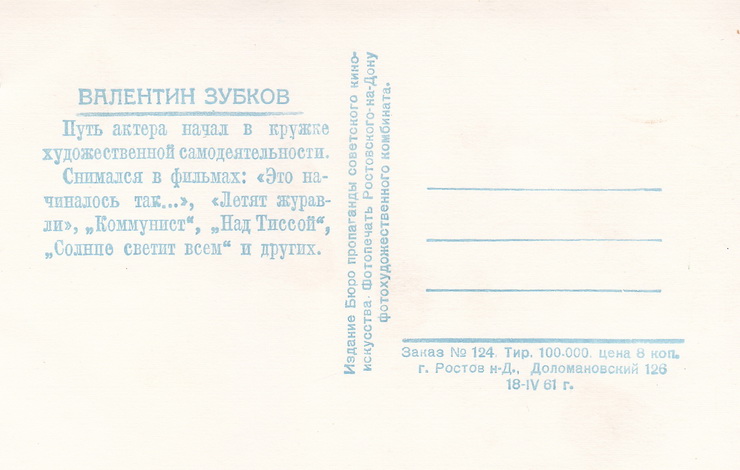 ВАЛЕНТИН ЗУБКОВ
Путь актера начал в кружке
художественной самодеятельности.
Снимался в фильмах: «Это на-
чиналось так...», «Летят журав-
ли», „Коммунист“, „Над Тиссой“,
„Солнце светит всем“ и других.
Издание Бюро пропаганды советского кино-
искусства. Фотопечать Ростовского-на-Дону
фотохудожественного комбината.
Заказ № 124. Тир. 100.000. цена 8 коп.
г. Ростов н-Д., Доломановский 126
18-IV 61 г.